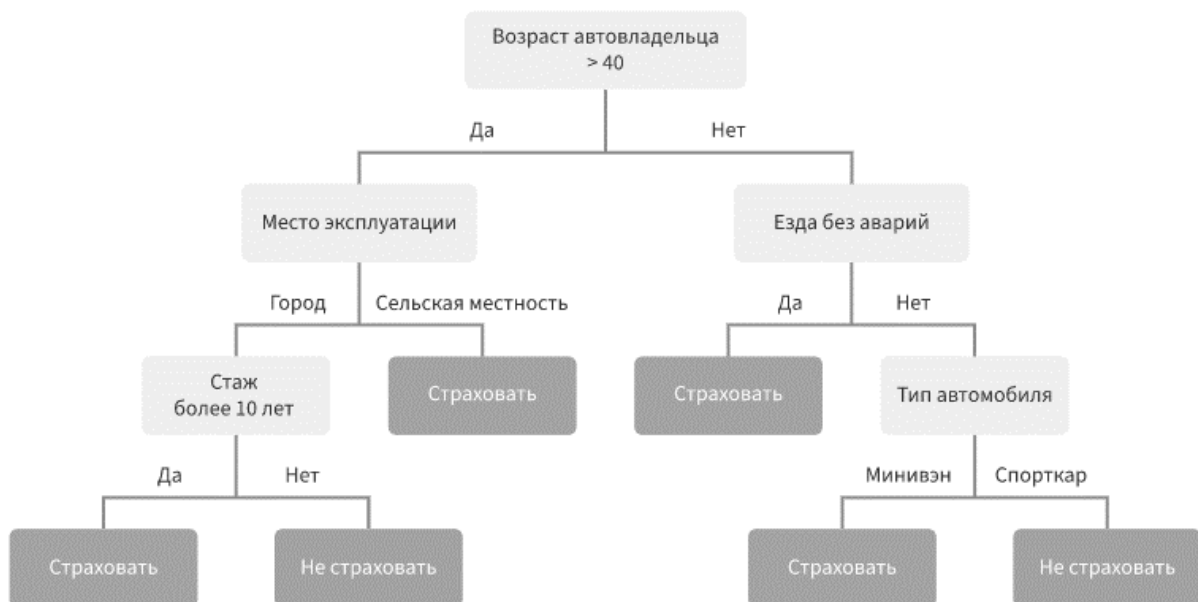 Возраст автовладельца
> 40
Да
Нет
Место эксплуатации
Езда без аварий
Город
Сельская местность
Да
Нет
Стаж
более 10 лет
Страховать
Страховать
Тип автомобиля
Да
Нет
Минивэн
Спорткар
Страховать
Не страховать
Страховать
Не страховать